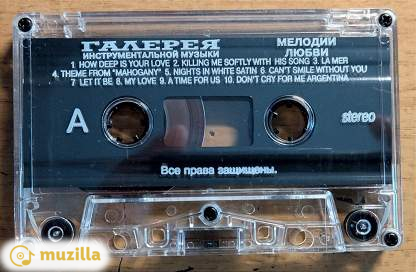 ГАЛЕРЕЯ МЕЛОДИИ
ИНСТРУМЕНТАЛЬНОЙ МУЗЫКИ ЛЮБВИ
1. HOW DEEP IS YOUR LOVE 2. KILLING ME SOFTLY WITH HIS SONG 3. LA MER
4. THEME FROM "MAHOGANY" 5. NIGHTS IN WHITE SATIN 6. CAN'T SMILE WITHOUT YOU
7. LET IT BE 8. MY LOVE 9. A TIME FOR US 10. DON'T CRY FOR ME ARGENTINA
A stereo
Все права защищены.
muzilla